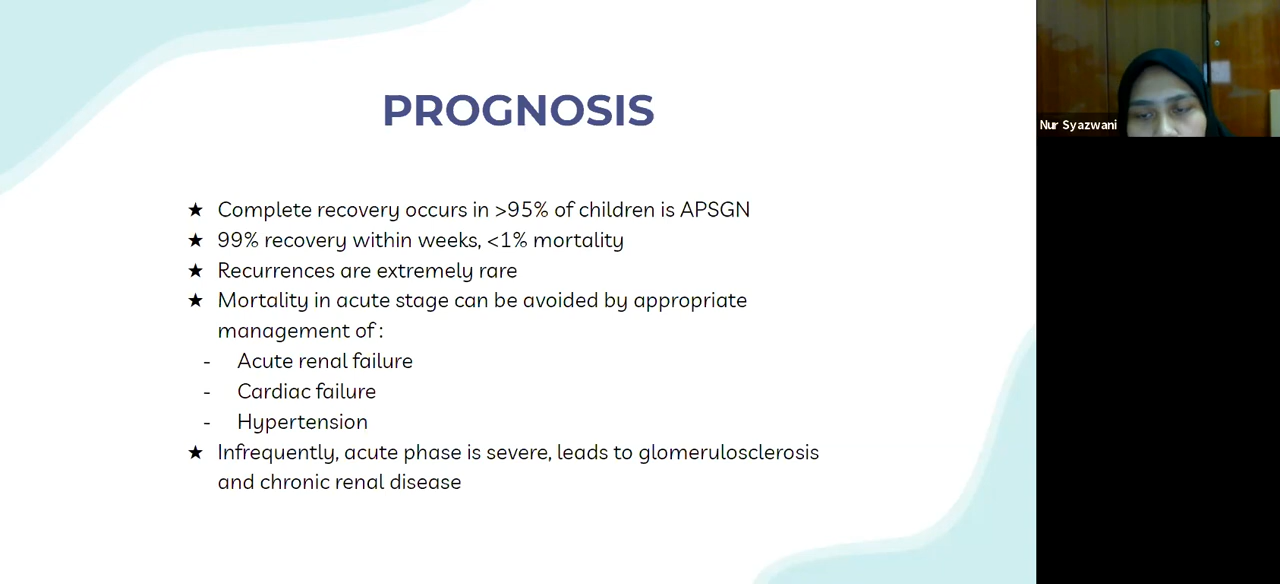 PROGNOSIS
★ Complete recovery occurs in >95% of children is APSGN
★ 99% recovery within weeks, <1% mortality
★ Recurrences are extremely rare
★ Mortality in acute stage can be avoided by appropriate
management of :
- Acute renal failure
- Cardiac failure
- Hypertension
★ Infrequently, acute phase is severe, leads to glomerulosclerosis
and chronic renal disease
Nur Syazwani